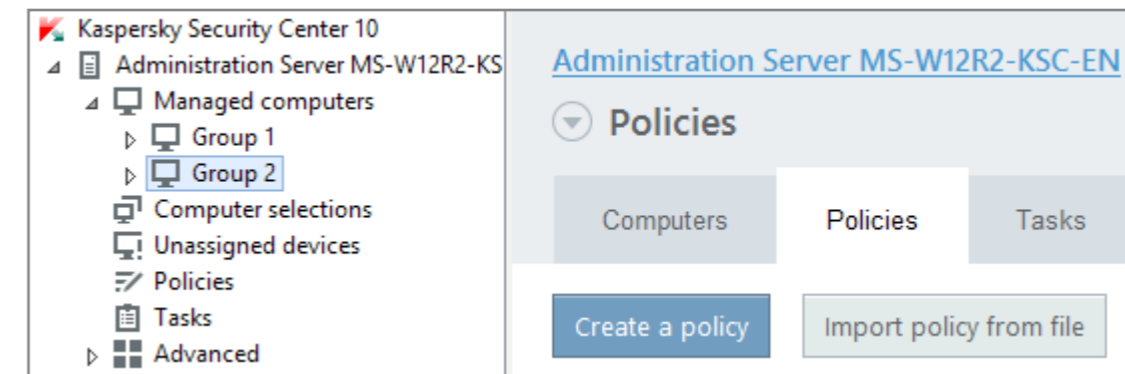 Kaspersky Security Center 10
Administration Server MS-W12R2-KS
Managed computers
Group 1
Group 2
Computer selections
Unassigned devices
Policies
Tasks
Advanced
Administration Server MS-W12R2-KSC-EN
Policies
Computers Policies Tasks
Create a policy Import policy from file